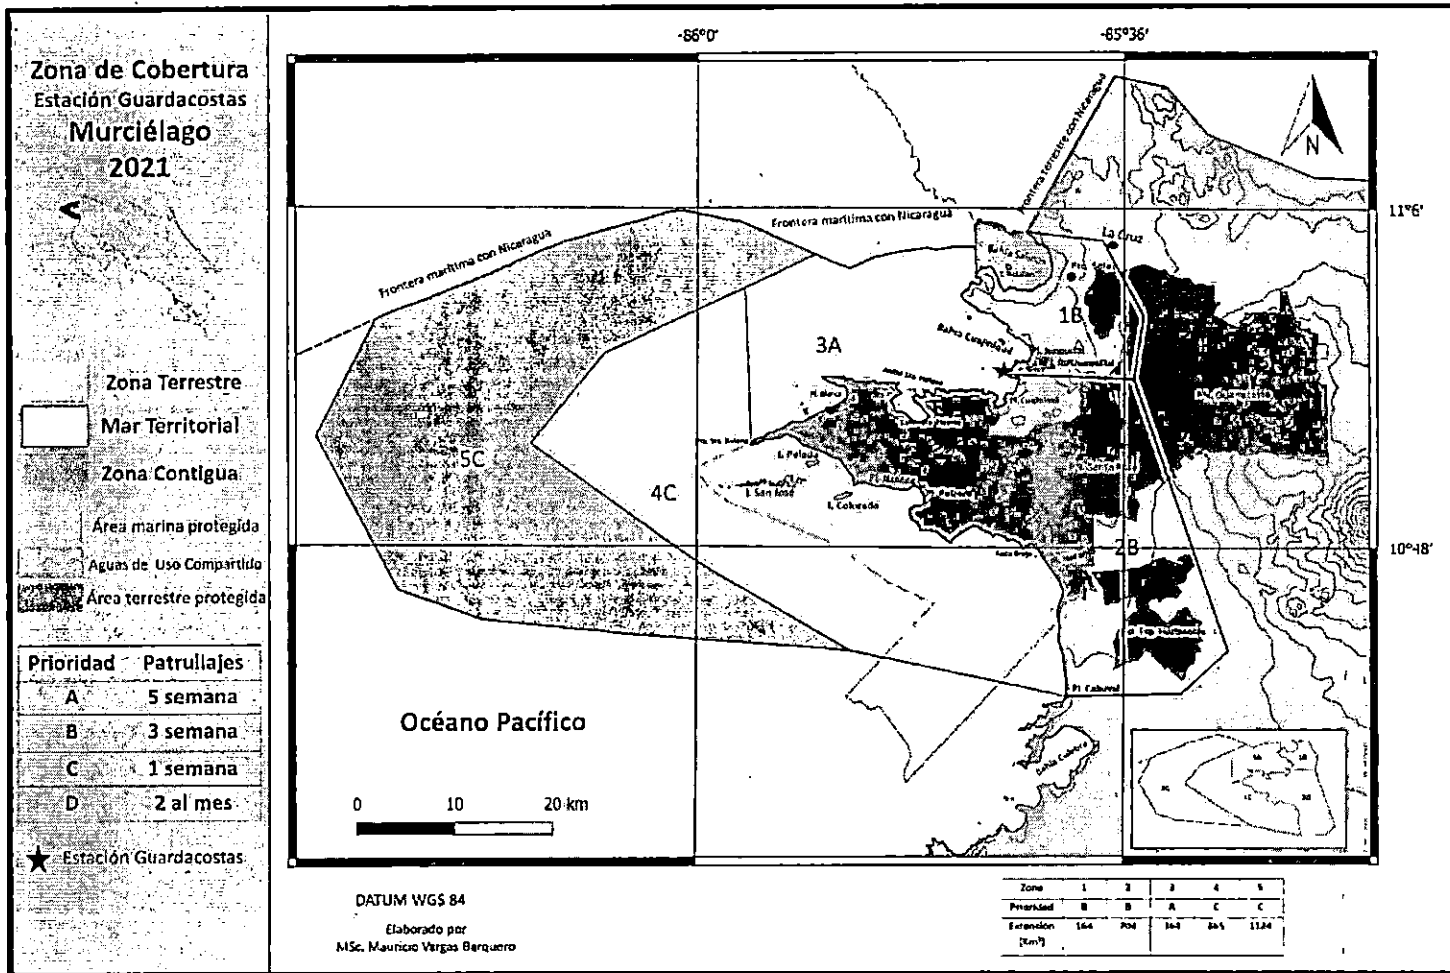 Zona de Cobertura
Estación Guardacostas
Murciélago
2021
Zona Terrestre
Mar Territorial
Zona Contigua
Área marina protegida
Aguas de Uso Compartido
Área terrestre protegida
Prioridad Patrullajes
A 5 semana
B 3 semana
C 1 semana
D 2 al mes
Estación Guardacostas
-86°0'
-85°36'
11°6'
10°48'
N
Frontera terrestre con Nicaragua
Frontera marítima con Nicaragua
Frontera marítima con Nicaragua
La Cruz
Bahía Salinas
1B
Bahía Cuajiniquil
3A
5C
4C
2B
I. Pelada
I. San José
I. Colorada
Pl. Cabuyal
Bahía Culebra
Océano Pacífico
0 10 20 km
DATUM WGS 84
Elaborado por
MSc. Mauricio Vargas Barquero
Zona 1 2 3 4 5
Prioridad B B A C C
Extensión
[Km²]